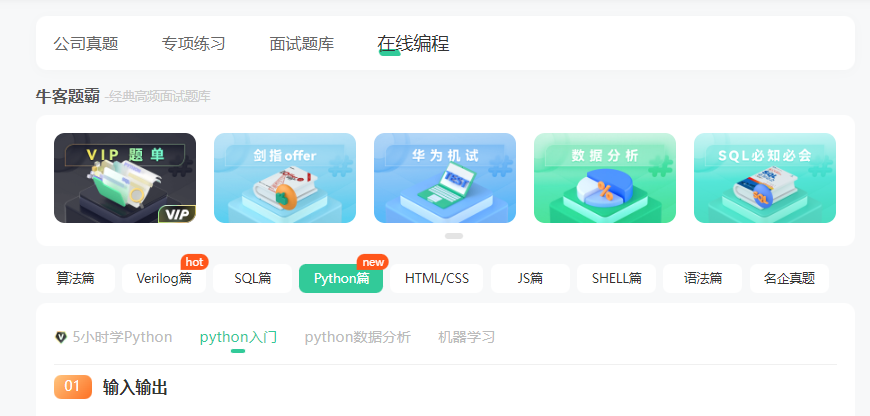 公司真题 专项练习 面试题库 在线编程
牛客题霸 -经典高频面试题库
VIP 题单 剑指offer 华为机试 数据分析 SQL必知必会
TEST
SQL
VIP
hot new
算法篇 Verilog篇 SQL篇 Python篇 HTML/CSS JS篇 SHELL篇 语法篇 名企真题
5小时学Python python入门 python数据分析 机器学习
01 输入输出